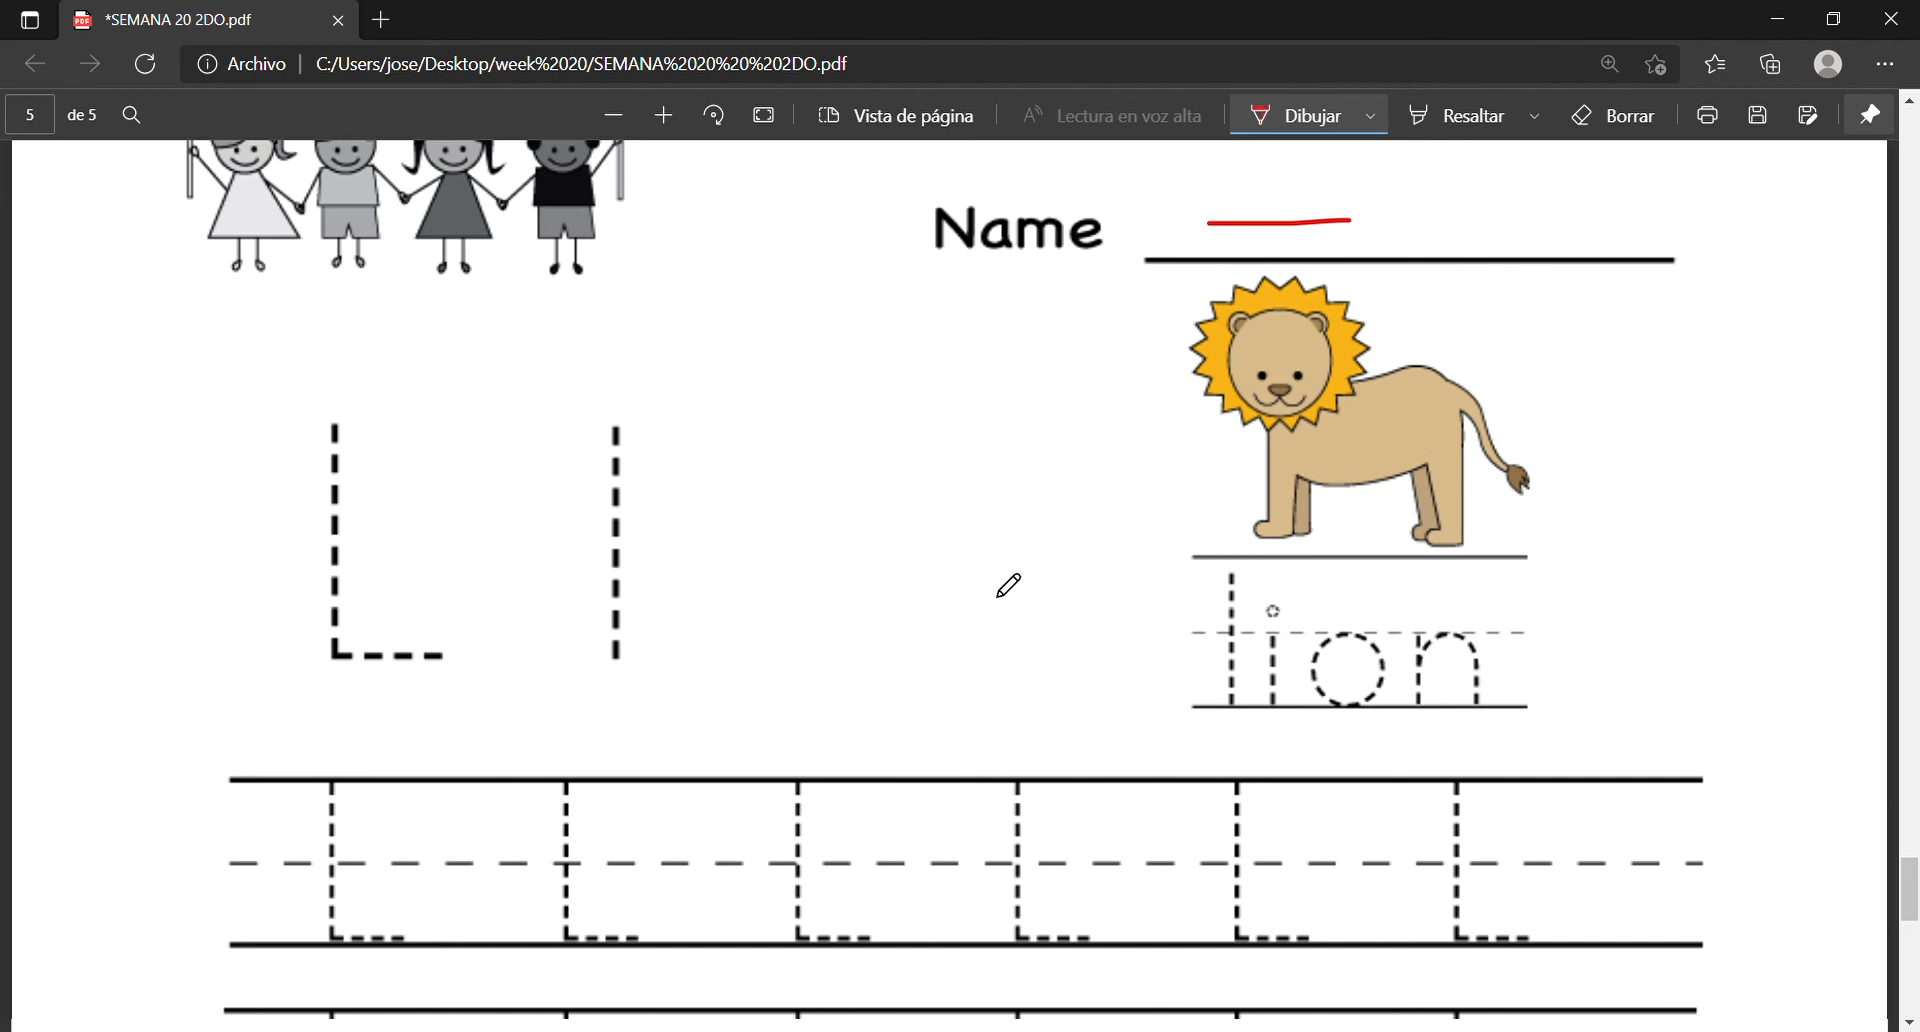 *SEMANA 20 2DO.pdf
Archivo C:/Users/jose/Desktop/week%2020/SEMANA%2020%20%202DO.pdf
5 de 5 Vista de página Lectura en voz alta Dibujar Resaltar Borrar
Name
L l
lion
L L L L L L